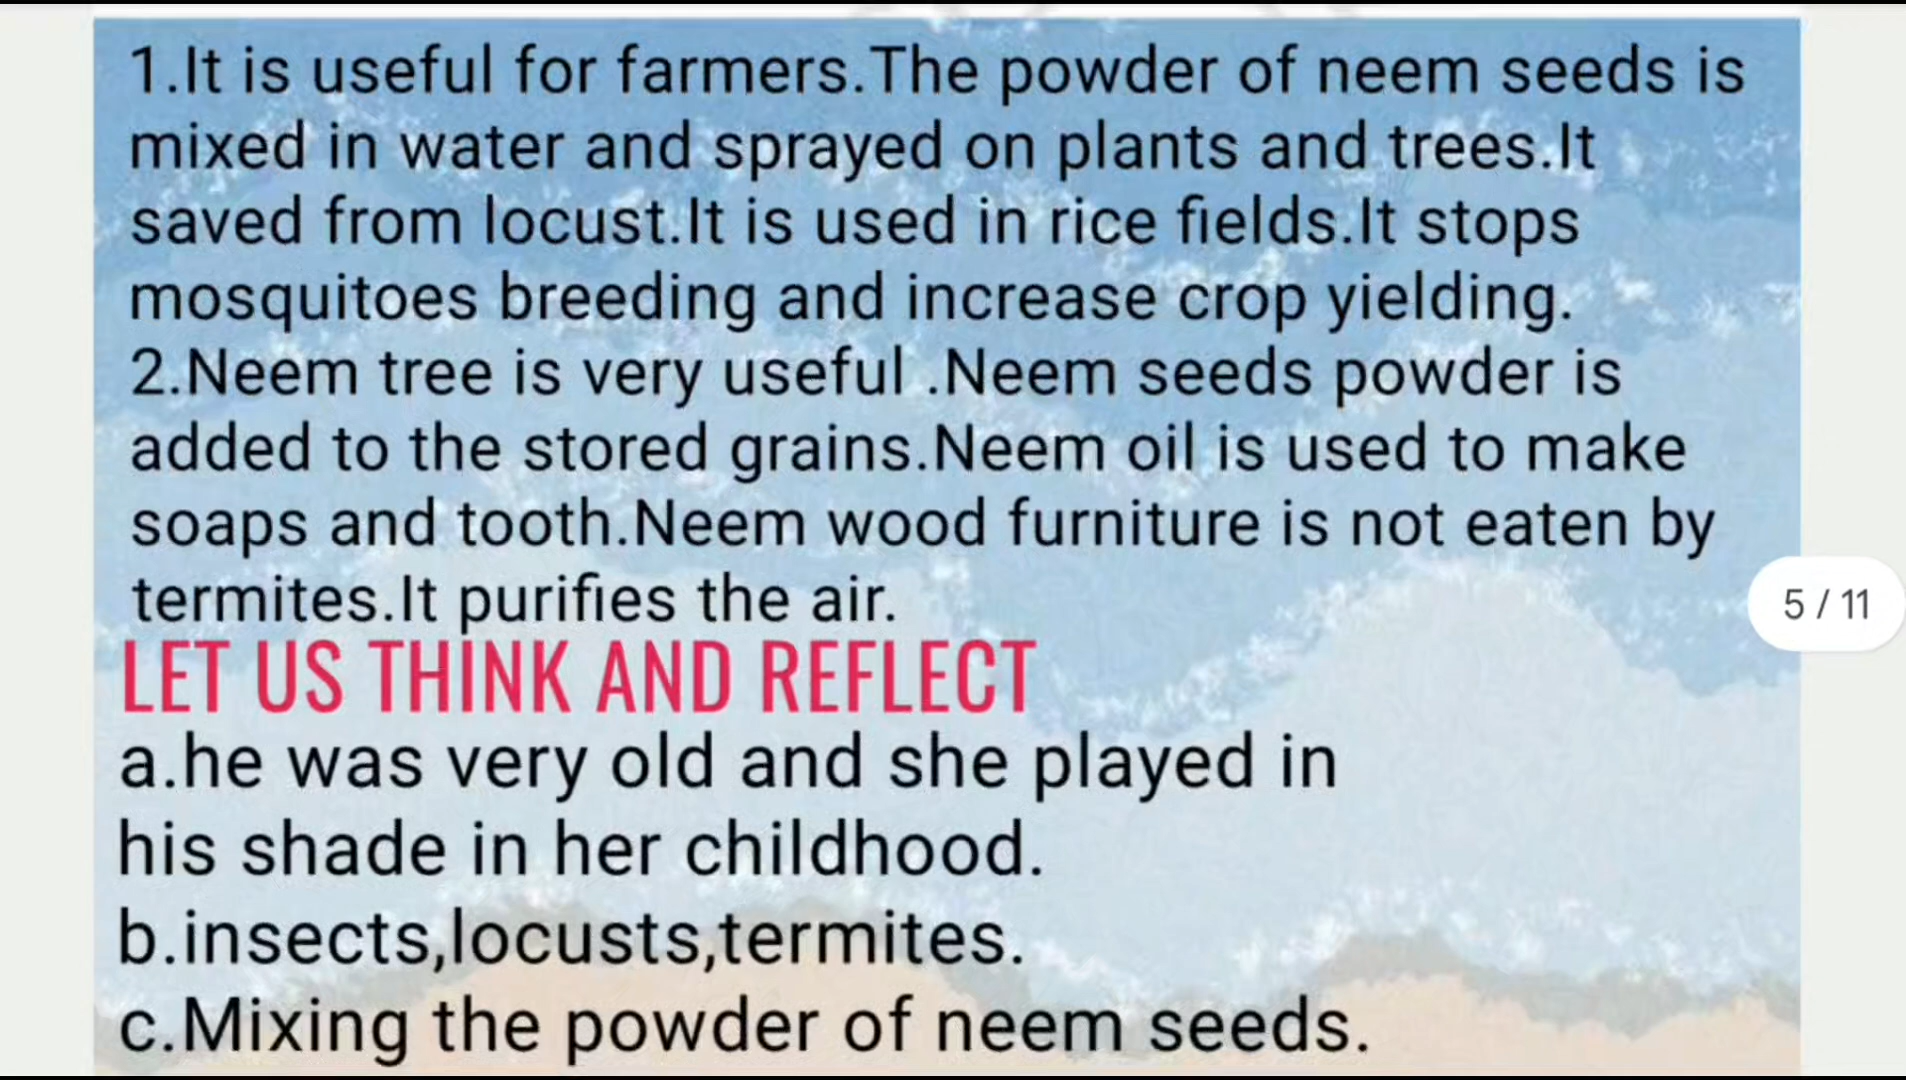 1.It is useful for farmers.The powder of neem seeds is
mixed in water and sprayed on plants and trees.It
saved from locust.It is used in rice fields.It stops
mosquitoes breeding and increase crop yielding.
2.Neem tree is very useful .Neem seeds powder is
added to the stored grains.Neem oil is used to make
soaps and tooth.Neem wood furniture is not eaten by
termites.It purifies the air.
5 / 11
LET US THINK AND REFLECT
a.he was very old and she played in
his shade in her childhood.
b.insects,locusts,termites.
c.Mixing the powder of neem seeds.